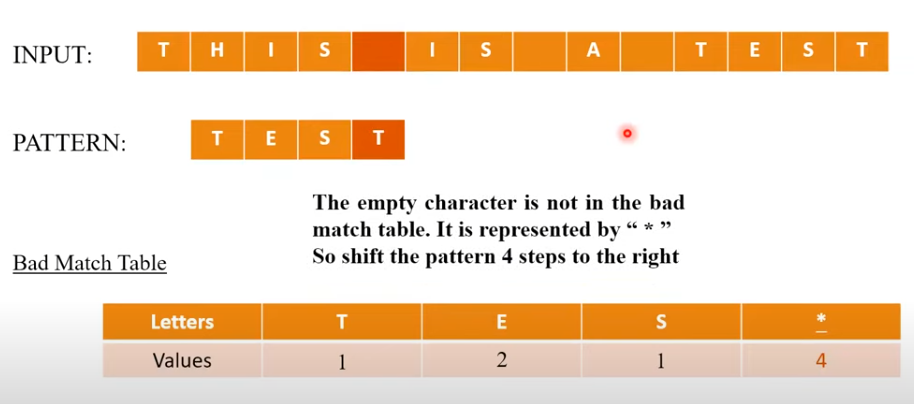 INPUT: T H I S I S A T E S T
PATTERN: T E S T
The empty character is not in the bad
match table. It is represented by “ * ”
So shift the pattern 4 steps to the right
Bad Match Table
Letters T E S *
Values 1 2 1 4